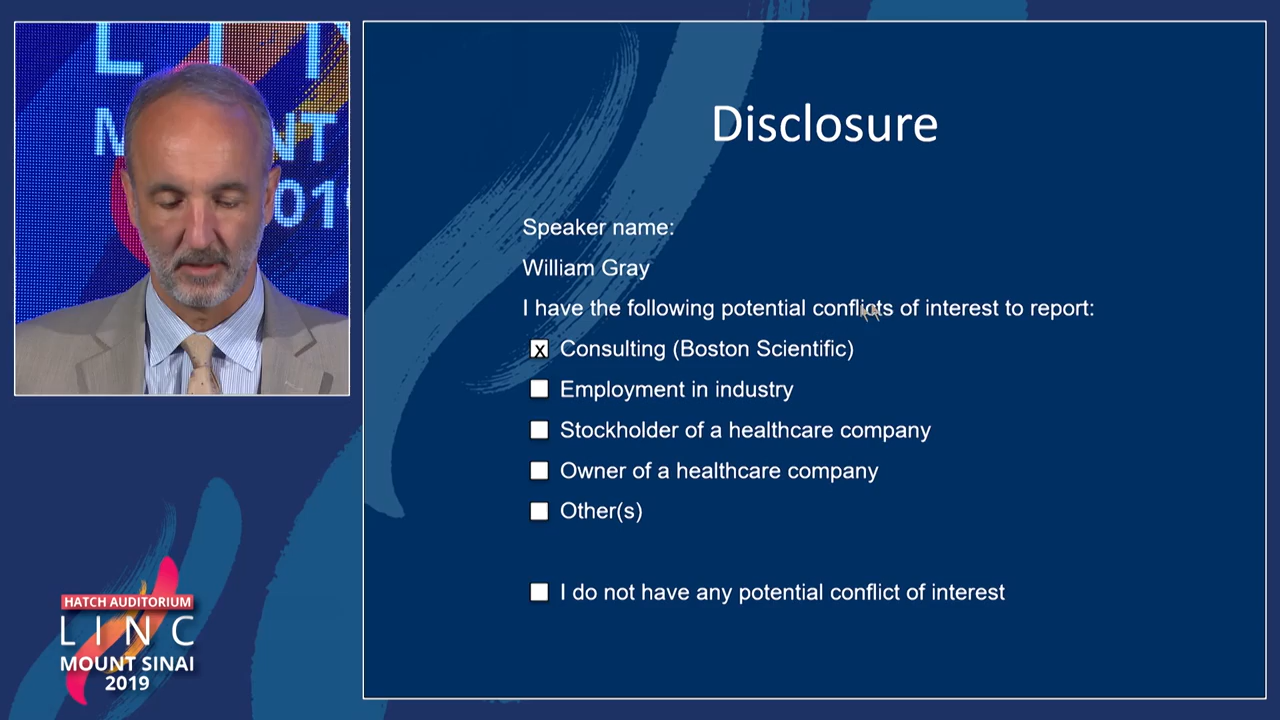 L I N
M NT
201
Disclosure
Speaker name:
William Gray
I have the following potential conflicts of interest to report:
x Consulting (Boston Scientific)
Employment in industry
Stockholder of a healthcare company
Owner of a healthcare company
Other(s)
I do not have any potential conflict of interest
HATCH AUDITORIUM
LINC
MOUNT SINAI
2019